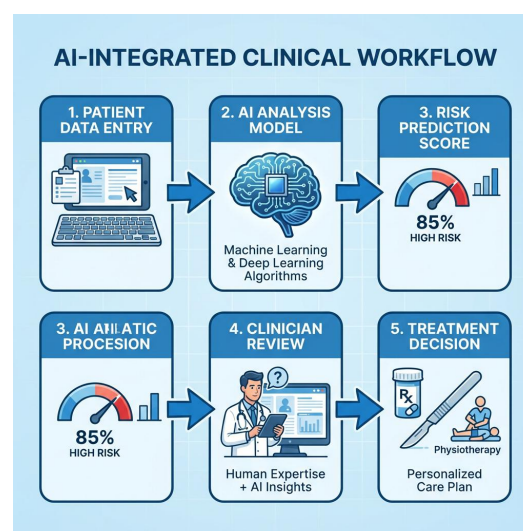 AI-INTEGRATED CLINICAL WORKFLOW
1. PATIENT
DATA ENTRY
2. AI ANALYSIS
MODEL
Machine Learning
& Deep Learning
Algorithms
3. RISK
PREDICTION
SCORE
85%
HIGH RISK
3. AI
PROCESION
85%
HIGH RISK
4. CLINICIAN
REVIEW
?
Human Expertise
+ AI Insights
5. TREATMENT
DECISION
Rx
Physiotherapy
Personalized
Care Plan